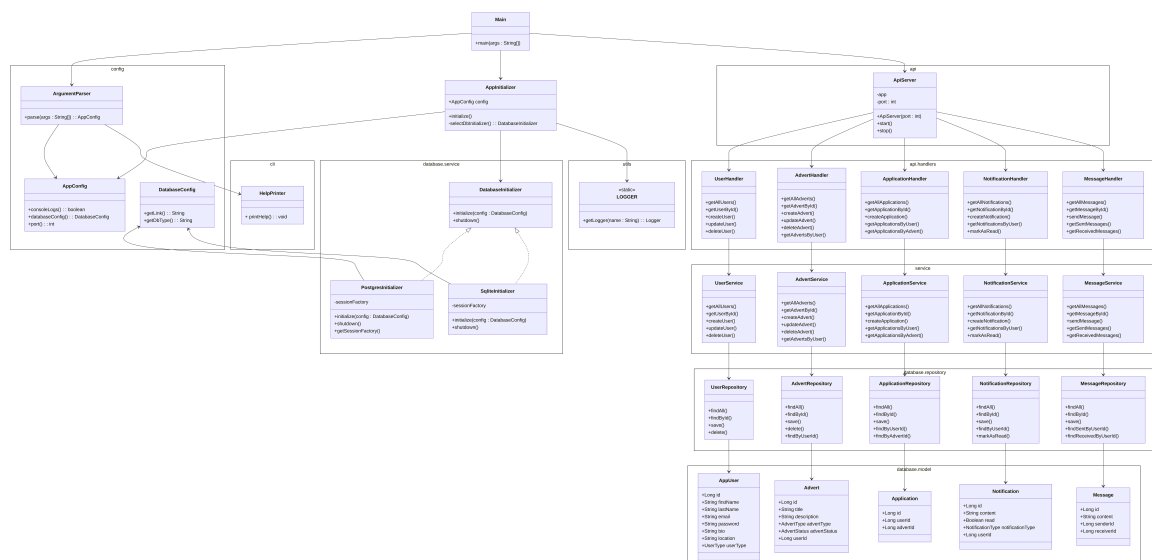 Main
+main(args : String[])
config
ArgumentParser
+parse(args : String[]) : : AppConfig
AppConfig
+consoleLogs() : : boolean
+databaseConfig() : : DatabaseConfig
+port() : : int
DatabaseConfig
+getLink() : : String
+getDbType() : : String
cli
HelpPrinter
+ printHelp() : : void
AppInitializer
+AppConfig config
+initialize()
-selectDbInitializer() : : DatabaseInitializer
database.service
DatabaseInitializer
+initialize(config : DatabaseConfig)
+shutdown()
PostgresInitializer
-sessionFactory
+initialize(config : DatabaseConfig)
+shutdown()
+getSessionFactory()
SqliteInitializer
-sessionFactory
+initialize(config : DatabaseConfig)
+shutdown()
utils
«static»
LOGGER
+getLogger(name : String) : : Logger
api
ApiServer
-app
-port : int
+ApiServer(port : int)
+start()
+stop()
api.handlers
UserHandler
+getAllUsers()
+getUserById()
+createUser()
+updateUser()
+deleteUser()
AdvertHandler
+getAllAdverts()
+getAdvertById()
+createAdvert()
+updateAdvert()
+deleteAdvert()
+getAdvertsByUser()
ApplicationHandler
+getAllApplications()
+getApplicationById()
+createApplication()
+getApplicationsByUser()
+getApplicationsByAdvert()
NotificationHandler
+getAllNotifications()
+getNotificationById()
+createNotification()
+getNotificationsByUser()
+markAsRead()
MessageHandler
+getAllMessages()
+getMessageById()
+sendMessage()
+getSentMessages()
+getReceivedMessages()
service
UserService
+getAllUsers()
+getUserById()
+createUser()
+updateUser()
+deleteUser()
AdvertService
+getAllAdverts()
+getAdvertById()
+createAdvert()
+updateAdvert()
+deleteAdvert()
+getAdvertsByUser()
ApplicationService
+getAllApplications()
+getApplicationById()
+createApplication()
+getApplicationsByUser()
+getApplicationsByAdvert()
NotificationService
+getAllNotifications()
+getNotificationById()
+createNotification()
+getNotificationsByUser()
+markAsRead()
MessageService
+getAllMessages()
+getMessageById()
+sendMessage()
+getSentMessages()
+getReceivedMessages()
database.repository
UserRepository
+findAll()
+findById()
+save()
+delete()
AdvertRepository
+findAll()
+findById()
+save()
+delete()
+findByUserId()
ApplicationRepository
+findAll()
+findById()
+save()
+findByUserId()
+findByAdvertId()
NotificationRepository
+findAll()
+findById()
+save()
+findByUserId()
+markAsRead()
MessageRepository
+findAll()
+findById()
+save()
+findSentByUserId()
+findReceivedByUserId()
database.model
AppUser
+Long id
+String firstName
+String lastName
+String email
+String password
+String bio
+String location
+UserType userType
Advert
+Long id
+String title
+String description
+AdvertType advertType
+AdvertStatus advertStatus
+Long userId
Application
+Long id
+Long userId
+Long advertId
Notification
+Long id
+String content
+Boolean read
+NotificationType notificationType
+Long userId
Message
+Long id
+String content
+Long senderId
+Long receiverId